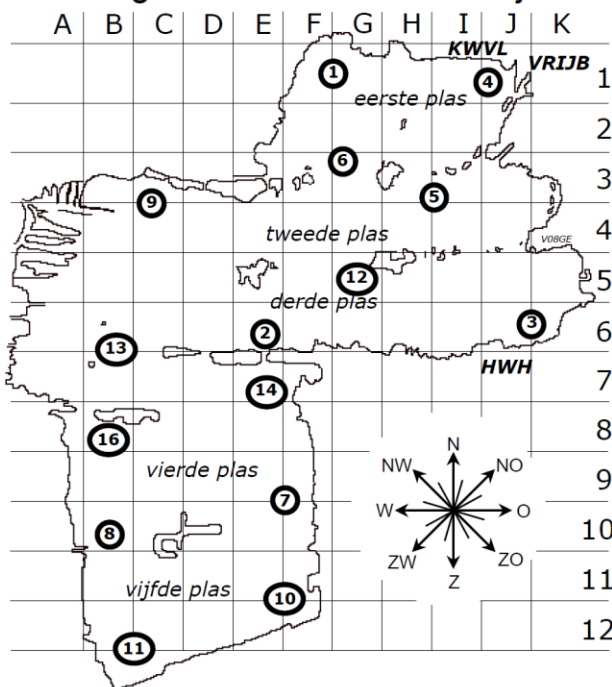 A B C D E F G H I J K
KWVL
VRIJB
1
1
4
eerste plas
2
6
3
5
9
4
tweede plas
V08GE
12
5
derde plas
3
2
6
13
HWH
14
7
16
8
N
NW NO
vierde plas
9
7
W O
8
10
ZW ZO
Z
vijfde plas
11
10
12
11